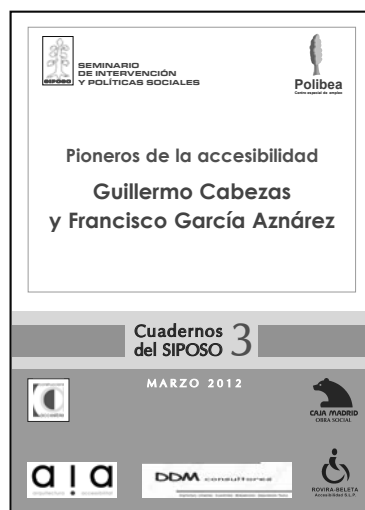 SIPOSO
SEMINARIO
DE INTERVENCIÓN
Y POLÍTICAS SOCIALES
Polibea
Centro especial de empleo
Pioneros de la accesibilidad
Guillermo Cabezas
y Francisco García Aznárez
Cuadernos
del SIPOSO 3
MARZO 2012
CAJA MADRID
OBRA SOCIAL
a|a
arquitectura accesibilidad
DDM consultores
ROVIRA-BELETA
Accesibilidad S.L.P.